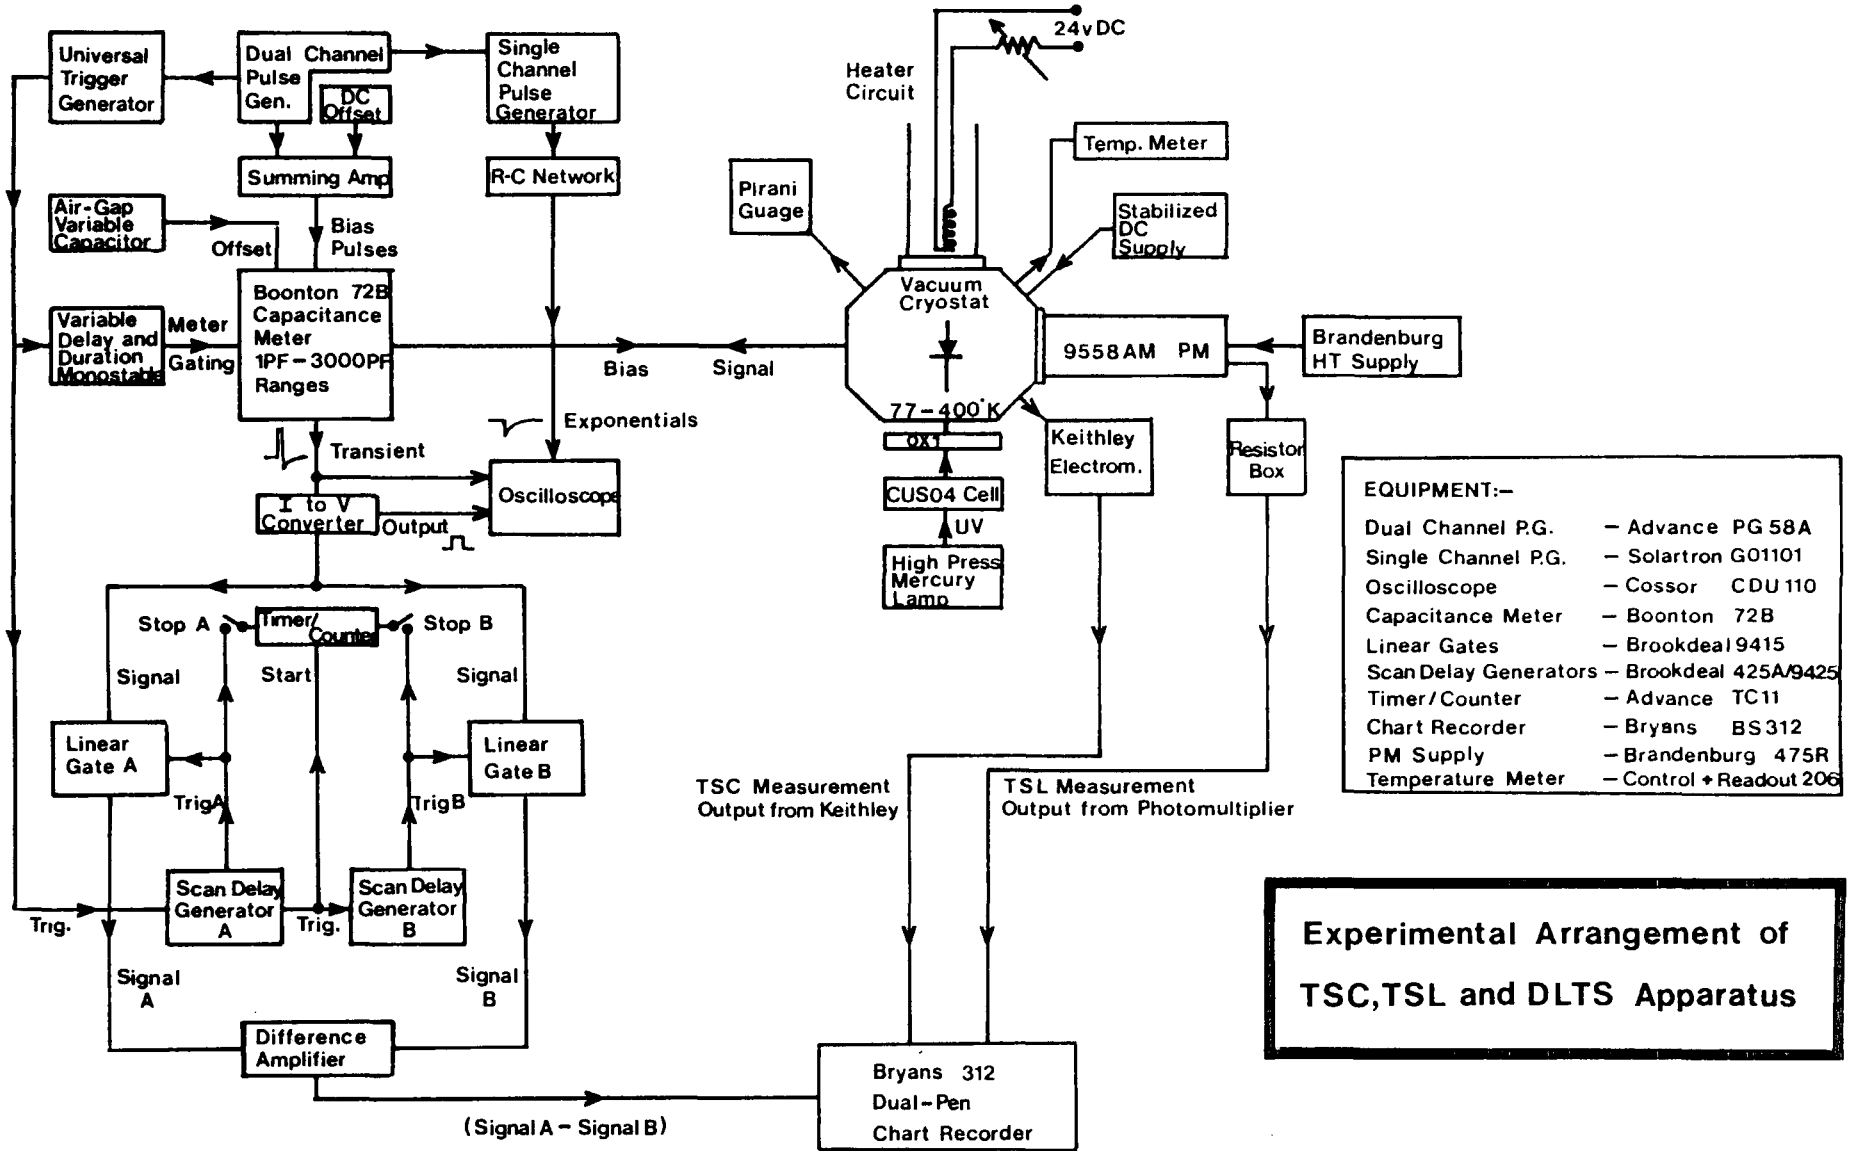 Universal
Trigger
Generator
Dual Channel
Pulse
Gen.
DC
Offset
Single
Channel
Pulse
Generator
Summing Amp
R-C Network
Air-Gap
Variable
Capacitor
Offset
Bias
Pulses
Variable
Delay and
Duration
Monostable
Meter
Gating
Boonton 72B
Capacitance
Meter
1PF-3000PF
Ranges
Bias
Signal
Transient
Exponentials
Oscilloscope
I to V
Converter
Output
Stop A
Timer/
Counter
Stop B
Signal
Start
Signal
Linear
Gate A
Linear
Gate B
TrigA
TrigB
Scan Delay
Generator
A
Scan Delay
Generator
B
Trig.
Trig.
Signal
A
Signal
B
Difference
Amplifier
(Signal A - Signal B)
Heater
Circuit
24vDC
Temp. Meter
Pirani
Guage
Stabilized
DC
Supply
Vacuum
Cryostat
77-400°K
9558AM PM
Brandenburg
HT Supply
OX1
CUS04 Cell
UV
High Press
Mercury
Lamp
Keithley
Electrom.
Resistor
Box
TSC Measurement
Output from Keithley
TSL Measurement
Output from Photomultiplier
Bryans 312
Dual-Pen
Chart Recorder
EQUIPMENT:-
Dual Channel P.G. - Advance PG 58A
Single Channel P.G. - Solartron G01101
Oscilloscope - Cossor CDU 110
Capacitance Meter - Boonton 72B
Linear Gates - Brookdeal 9415
Scan Delay Generators - Brookdeal 425A/9425
Timer/Counter - Advance TC11
Chart Recorder - Bryans BS312
PM Supply - Brandenburg 475R
Temperature Meter - Control + Readout 206
Experimental Arrangement of
TSC,TSL and DLTS Apparatus